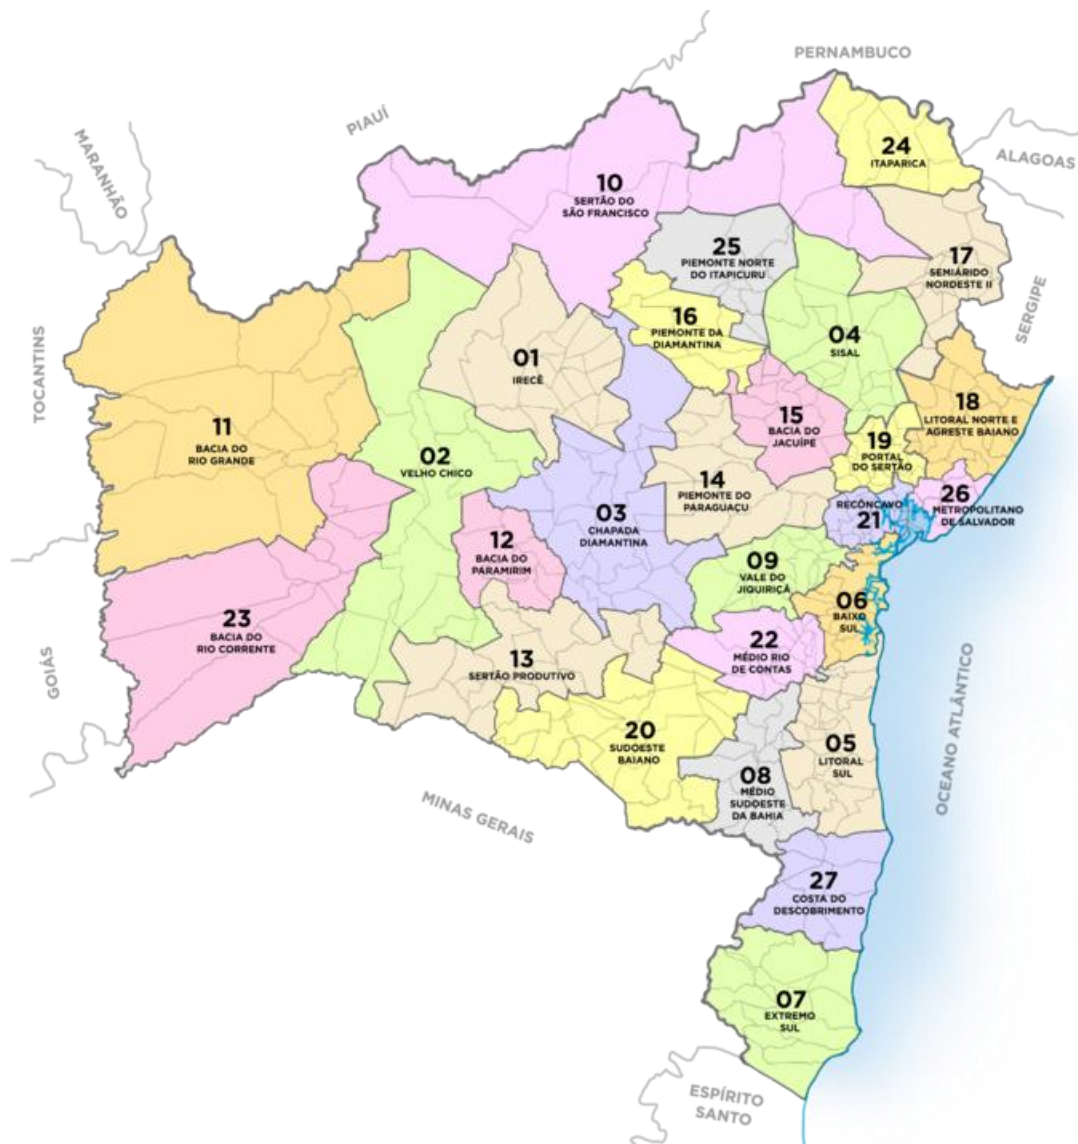 PERNAMBUCO
PIAUÍ
MARANHÃO
24
ITAPARICA
ALAGOAS
10
SERTÃO DO
SÃO FRANCISCO
25
PIEMONTE NORTE
DO ITAPICURU
17
SEMIÁRIDO
NORDESTE II
SERGIPE
16
PIEMONTE DA
DIAMANTINA
04
SISAL
01
IRECÊ
TOCANTINS
11
BACIA DO
RIO GRANDE
02
VELHO CHICO
15
BACIA DO
JACUÍPE
18
LITORAL NORTE E
AGRESTE BAIANO
19
PORTAL
DO SERTÃO
14
PIEMONTE DO
PARAGUAÇU
26
METROPOLITANO
DE SALVADOR
RECÔNCAVO
21
03
CHAPADA
DIAMANTINA
12
BACIA DO
PARAMIRIM
09
VALE DO
JIQUIRIÇÁ
06
BAIXO
SUL
23
BACIA DO
RIO CORRENTE
22
MÉDIO RIO
DE CONTAS
13
SERTÃO PRODUTIVO
GOIÁS
20
SUDOESTE
BAIANO
05
LITORAL
SUL
OCEANO ATLÂNTICO
08
MÉDIO
SUDOESTE
DA BAHIA
MINAS GERAIS
27
COSTA DO
DESCOBRIMENTO
07
EXTREMO
SUL
ESPÍRITO
SANTO